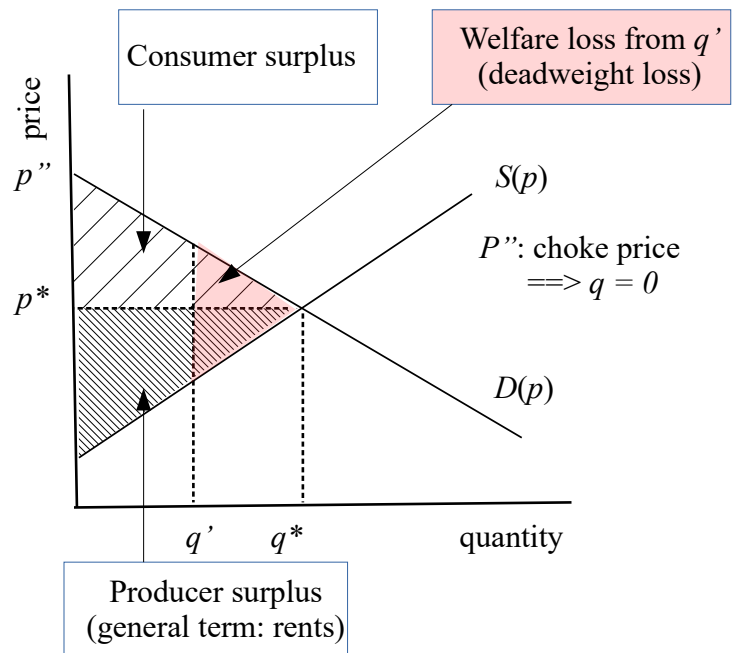 Consumer surplus
Welfare loss from q’
(deadweight loss)
price
p”
S(p)
P”: choke price
==> q = 0
p*
D(p)
q’
q*
quantity
Producer surplus
(general term: rents)